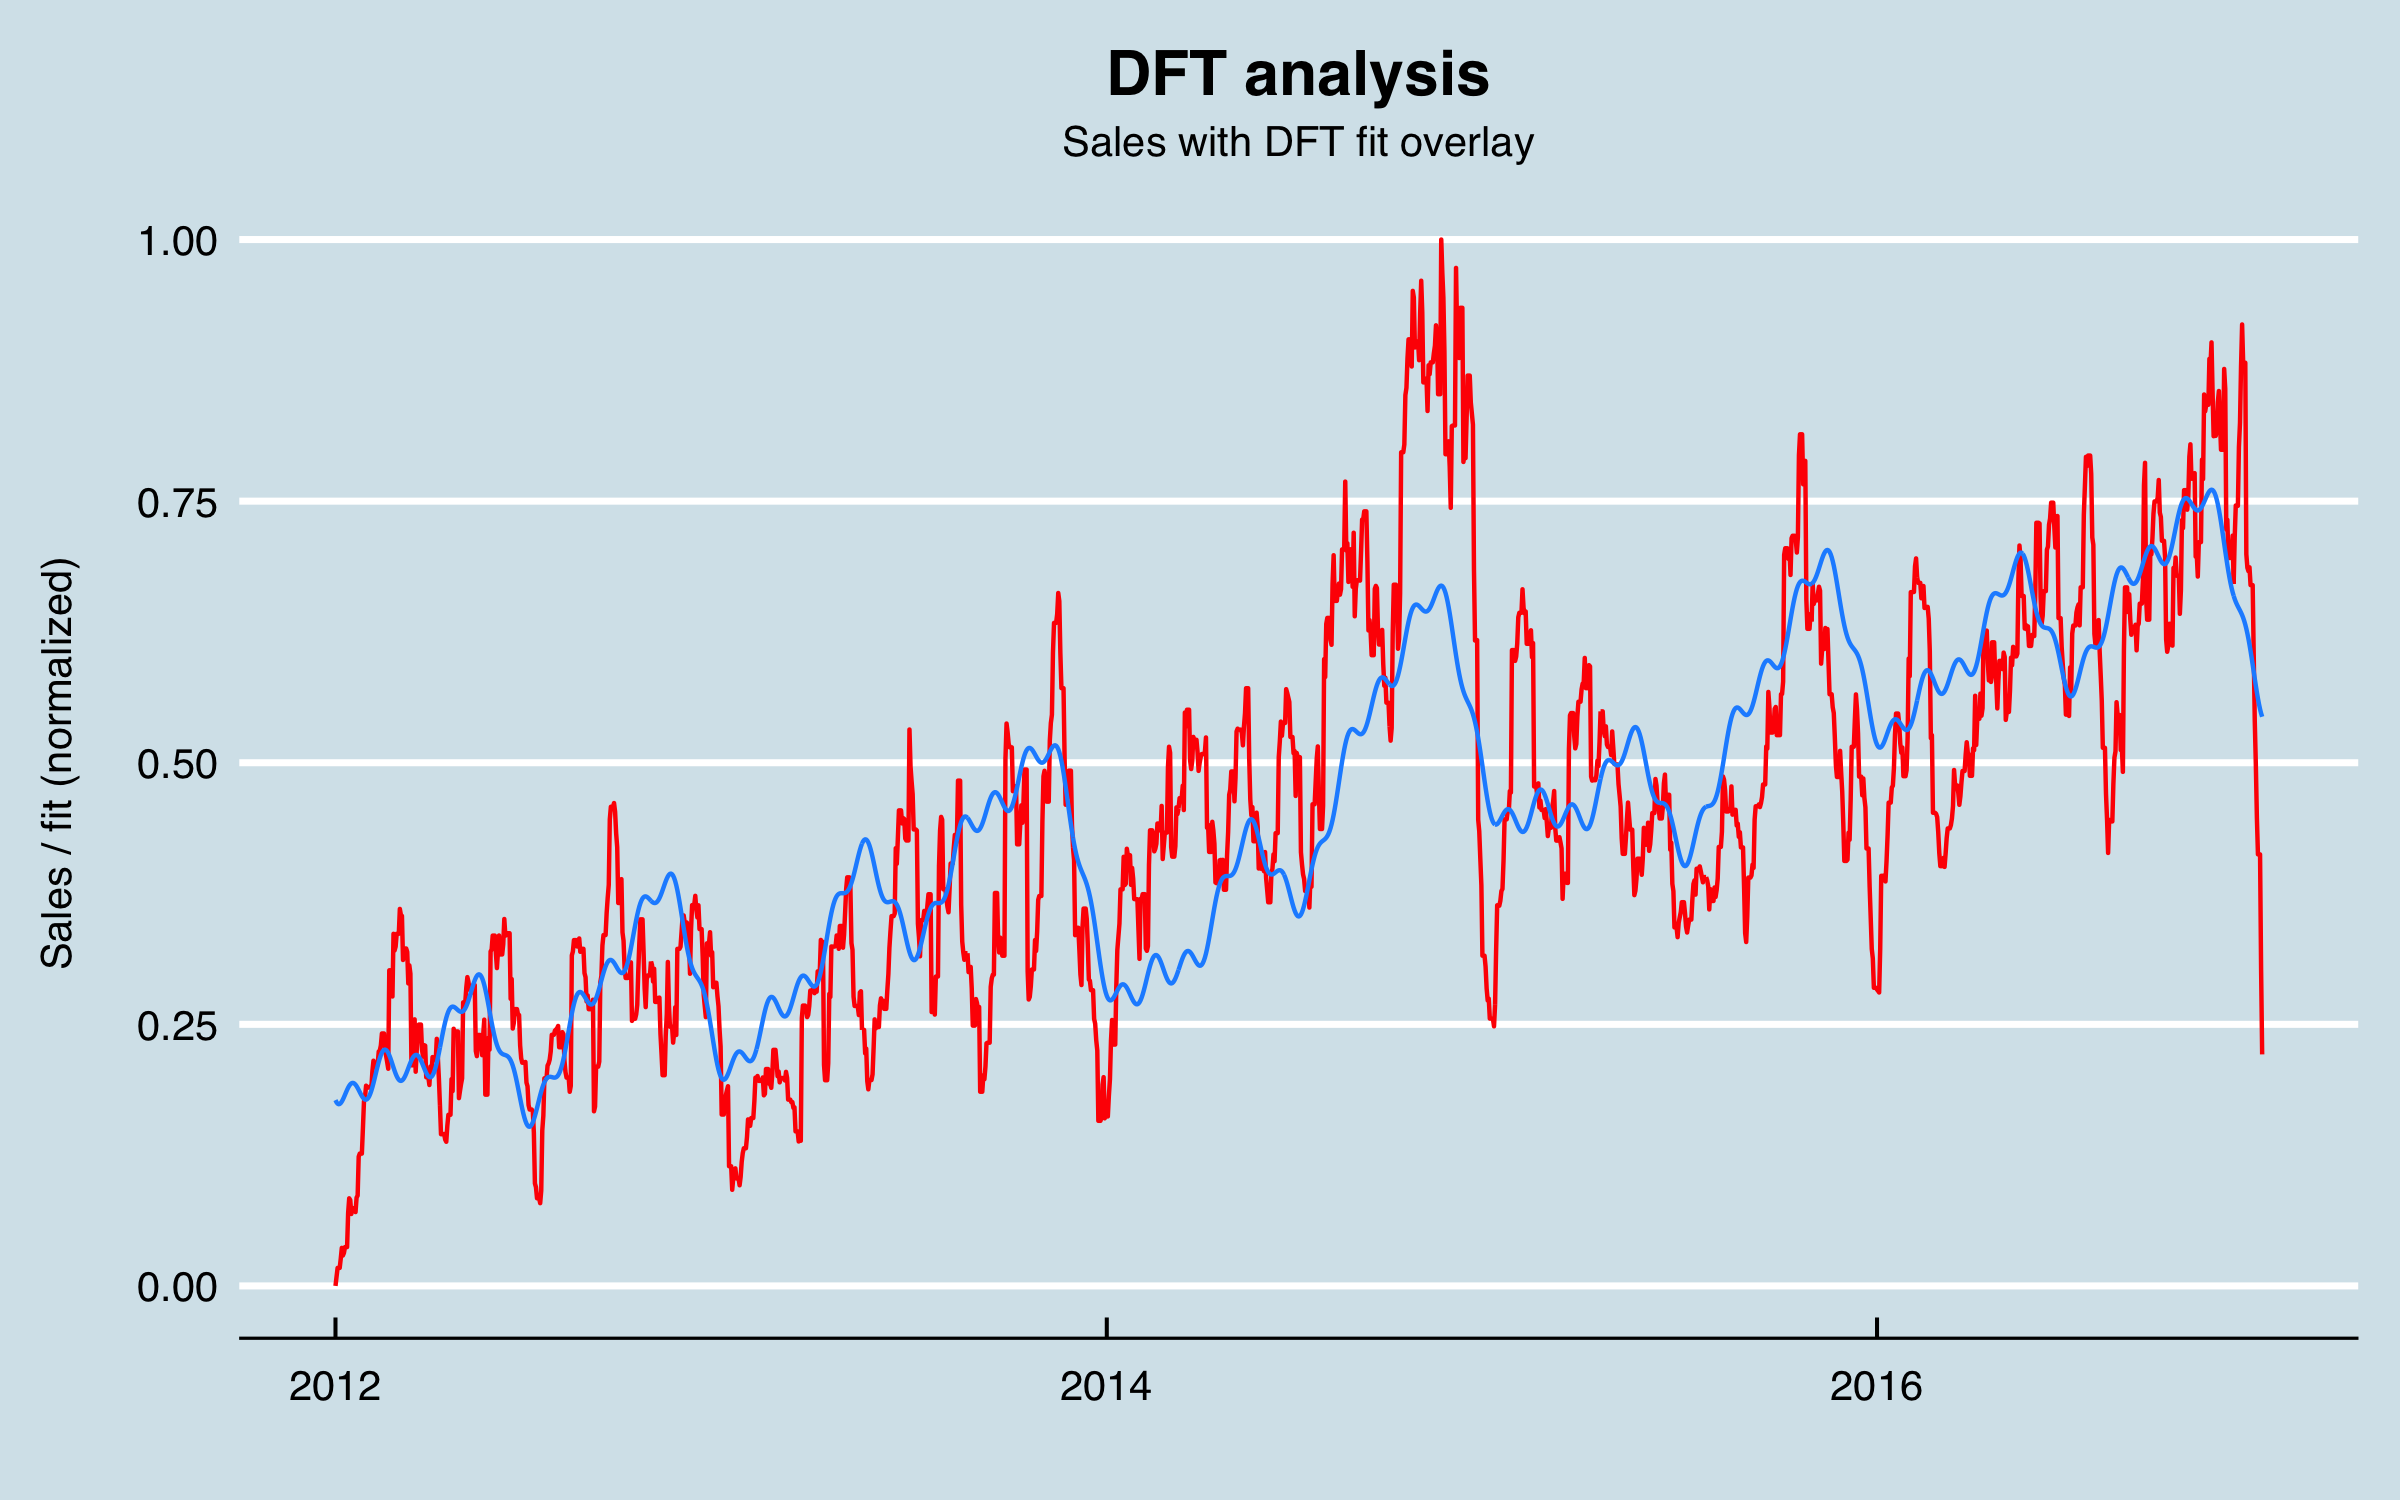 DFT analysis
Sales with DFT fit overlay
1.00
0.75
0.50
0.25
0.00
Sales / fit (normalized)
2012
2014
2016